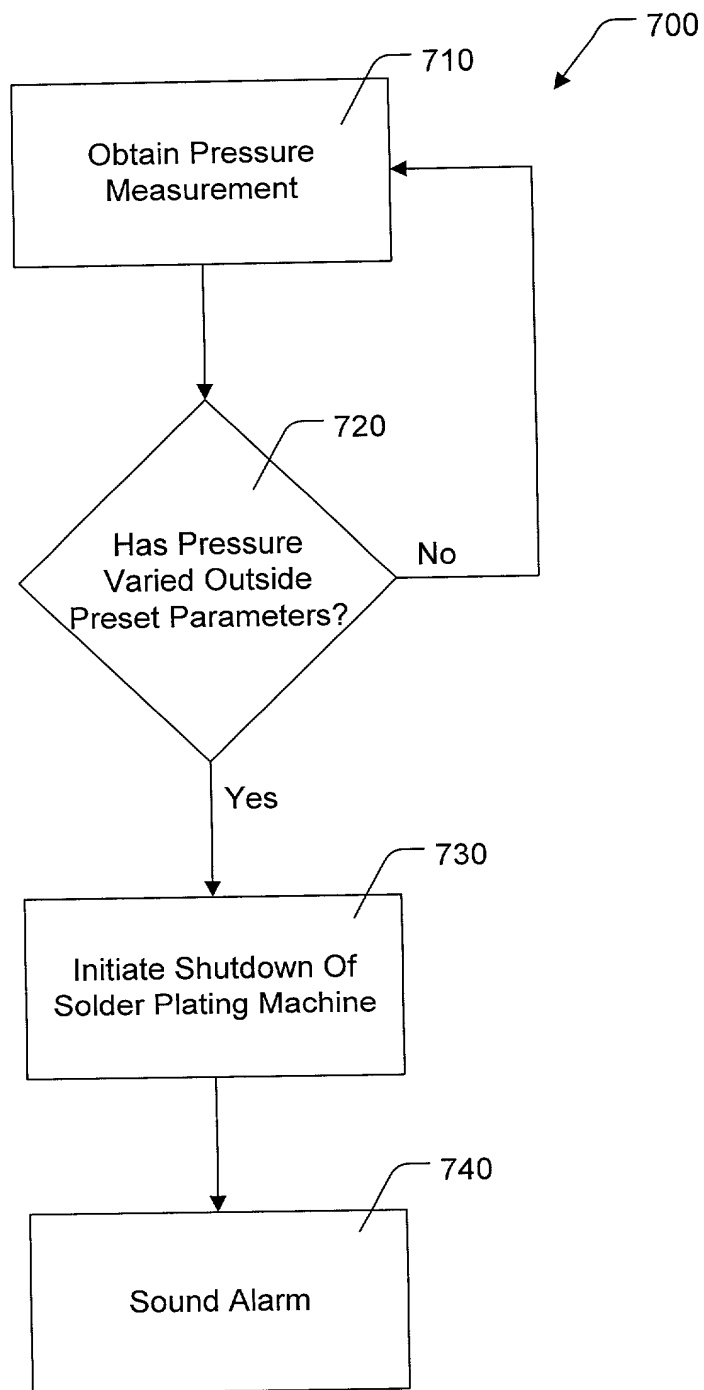 700
710
Obtain Pressure
Measurement
720
Has Pressure
Varied Outside
Preset Parameters?
No
Yes
730
Initiate Shutdown Of
Solder Plating Machine
740
Sound Alarm